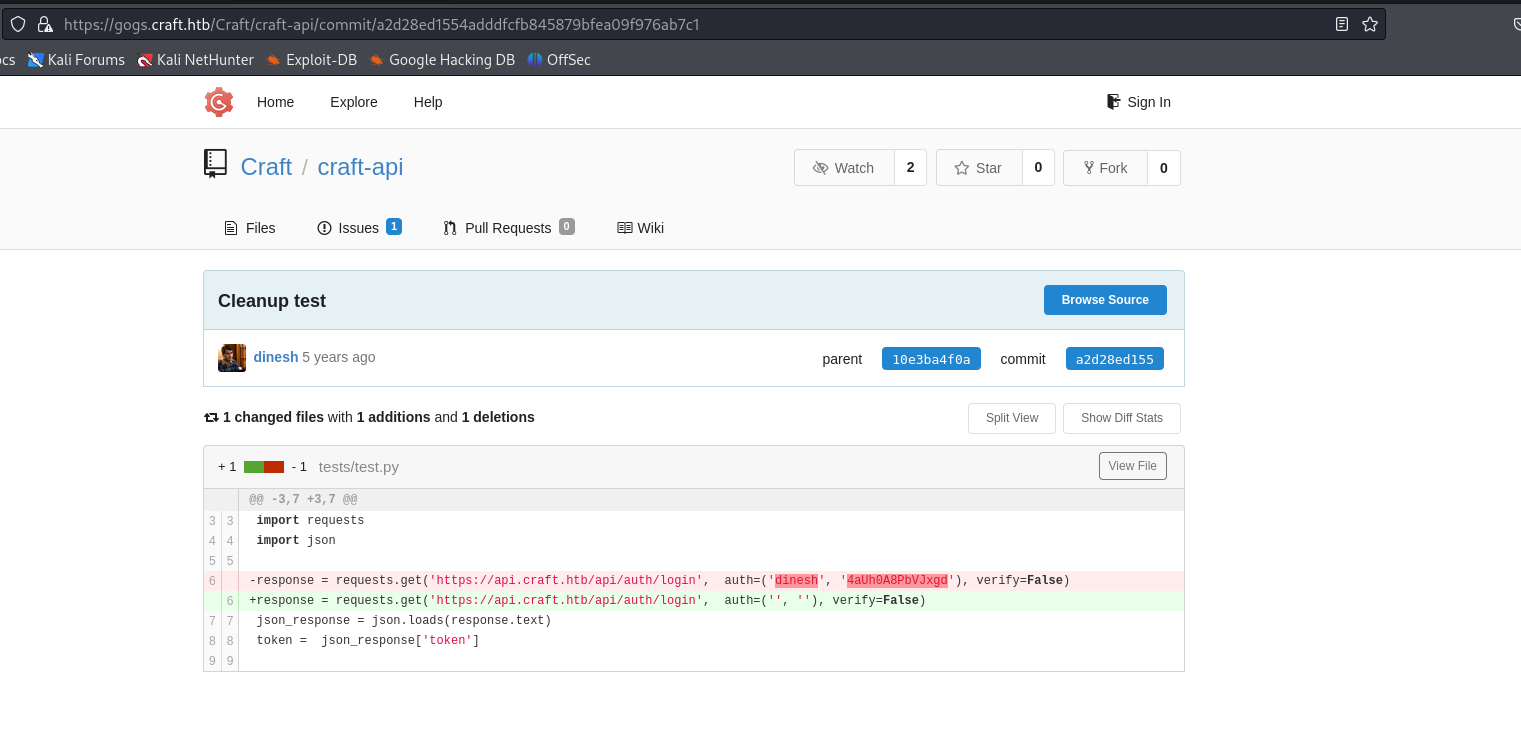 https://gogs.craft.htb/Craft/craft-api/commit/a2d28ed1554adddfcfb845879bfea09f976ab7c1
ocs Kali Forums Kali NetHunter Exploit-DB Google Hacking DB OffSec
Home Explore Help Sign In
Craft / craft-api Watch 2 Star 0 Fork 0
Files Issues 1 Pull Requests 0 Wiki
Cleanup test Browse Source
dinesh 5 years ago parent 10e3ba4f0a commit a2d28ed155
1 changed files with 1 additions and 1 deletions Split View Show Diff Stats
+ 1 - 1 tests/test.py View File
@@ -3,7 +3,7 @@
3 3 import requests
4 4 import json
5 5
6 -response = requests.get('https://api.craft.htb/api/auth/login',  auth=('dinesh', '4aUh0A8PbVJxgd'), verify=False)
6 +response = requests.get('https://api.craft.htb/api/auth/login',  auth=('', ''), verify=False)
7 7 json_response = json.loads(response.text)
8 8 token =  json_response['token']
9 9